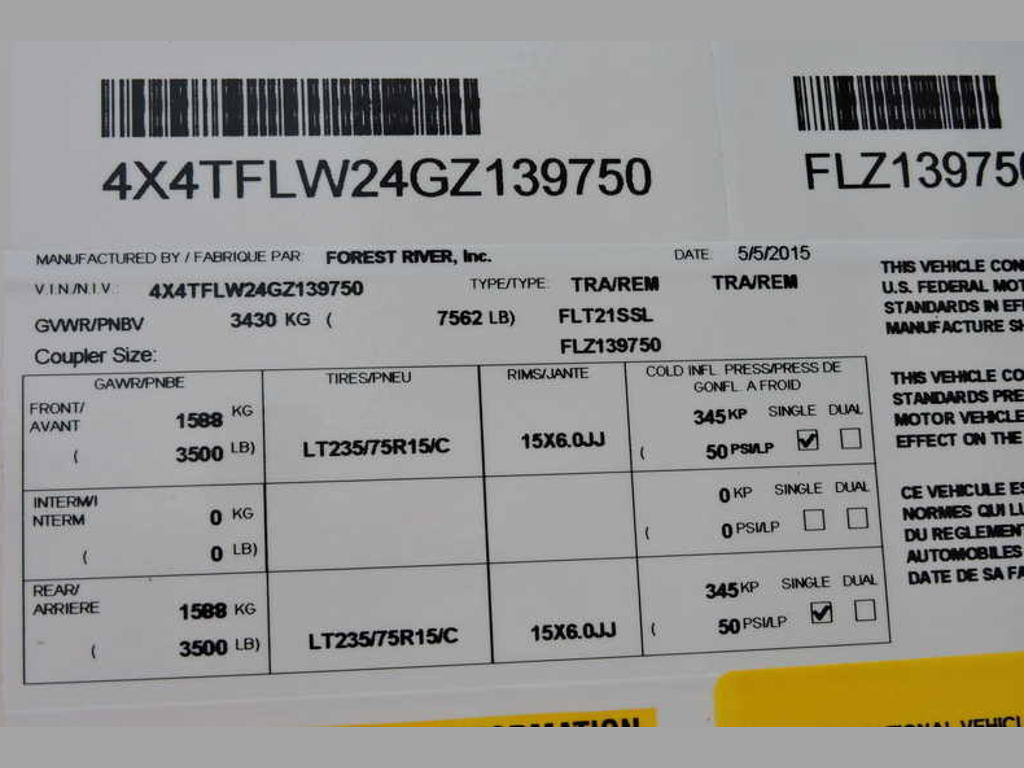 4X4TFLW24GZ139750
FLZ139750
MANUFACTURED BY / FABRIQUE PAR FOREST RIVER, Inc. DATE: 5/5/2015
V.I.N./N.I.V.: 4X4TFLW24GZ139750 TYPE/TYPE: TRA/REM TRA/REM
GVWR/PNBV 3430 KG ( 7562 LB) FLT21SSL
Coupler Size: FLZ139750
GAWR/PNBE TIRES/PNEU RIMS/JANTE COLD INFL. PRESS/PRESS DE
GONFL. A FROID
FRONT/
AVANT 1588 KG 345 KP SINGLE DUAL
( 3500 LB) LT235/75R15/C 15X6.0JJ ( 50 PSI/LP
INTERM/I
NTERM 0 KG 0 KP SINGLE DUAL
( 0 LB) ( 0 PSI/LP
REAR/
ARRIERE 1588 KG 345 KP SINGLE DUAL
( 3500 LB) LT235/75R15/C 15X6.0JJ ( 50 PSI/LP
THIS VEHICLE CON
U.S. FEDERAL MOT
STANDARDS IN EFF
MANUFACTURE SH
THIS VEHICLE CO
STANDARDS PRE
MOTOR VEHICLE
EFFECT ON THE
CE VEHICULE ES
NORMES QUI LU
DU REGLEMENT
AUTOMOBILES
DATE DE SA FA